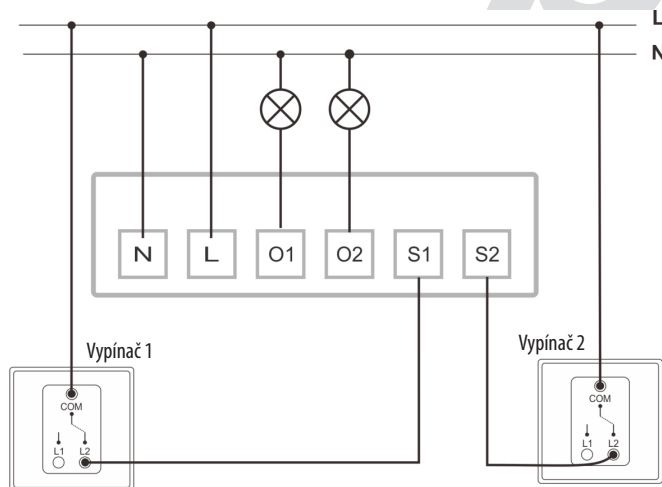 L
N
N L O1 O2 S1 S2
Vypínač 1
Vypínač 2
COM
L1 L2
COM
L1 L2